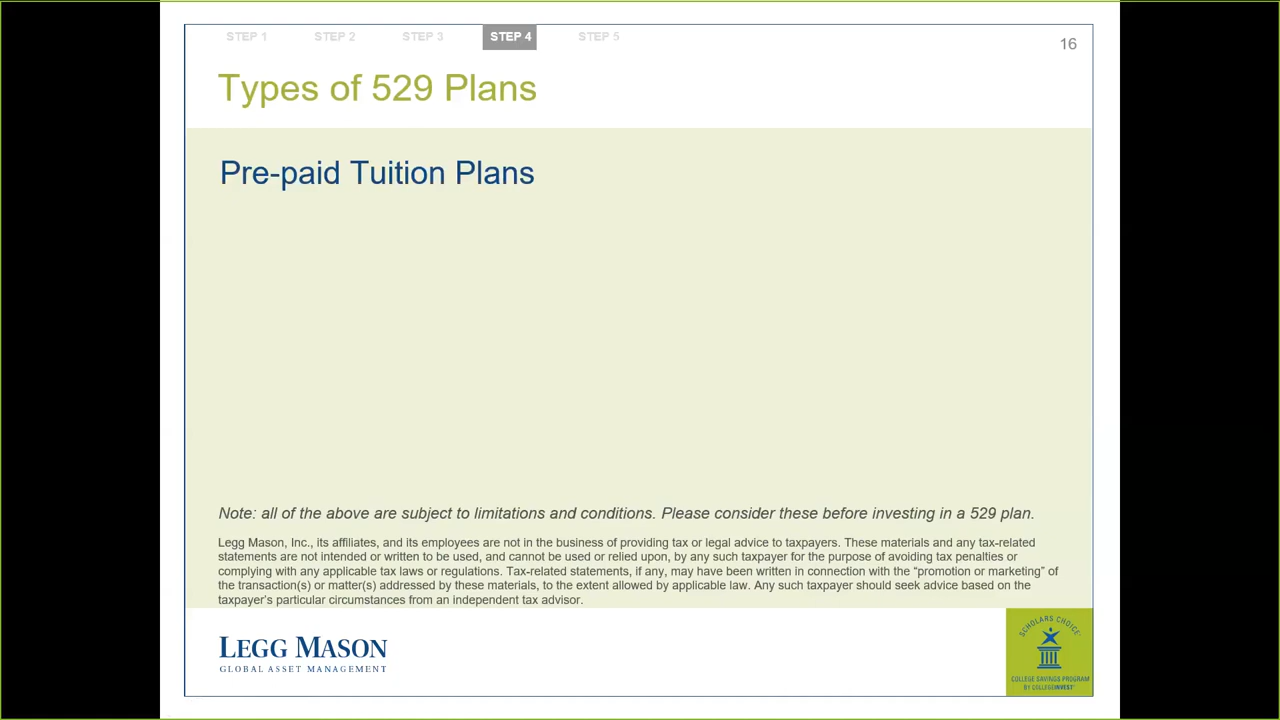 STEP 1 STEP 2 STEP 3 STEP 4 STEP 5
16
Types of 529 Plans
Pre-paid Tuition Plans
Note: all of the above are subject to limitations and conditions. Please consider these before investing in a 529 plan.
Legg Mason, Inc., its affiliates, and its employees are not in the business of providing tax or legal advice to taxpayers. These materials and any tax-related
statements are not intended or written to be used, and cannot be used or relied upon, by any such taxpayer for the purpose of avoiding tax penalties or
complying with any applicable tax laws or regulations. Tax-related statements, if any, may have been written in connection with the “promotion or marketing” of
the transaction(s) or matter(s) addressed by these materials, to the extent allowed by applicable law. Any such taxpayer should seek advice based on the
taxpayer’s particular circumstances from an independent tax advisor.
LEGG MASON
GLOBAL ASSET MANAGEMENT
SCHOLARS CHOICE
COLLEGE SAVINGS PROGRAM
BY COLLEGEINVEST